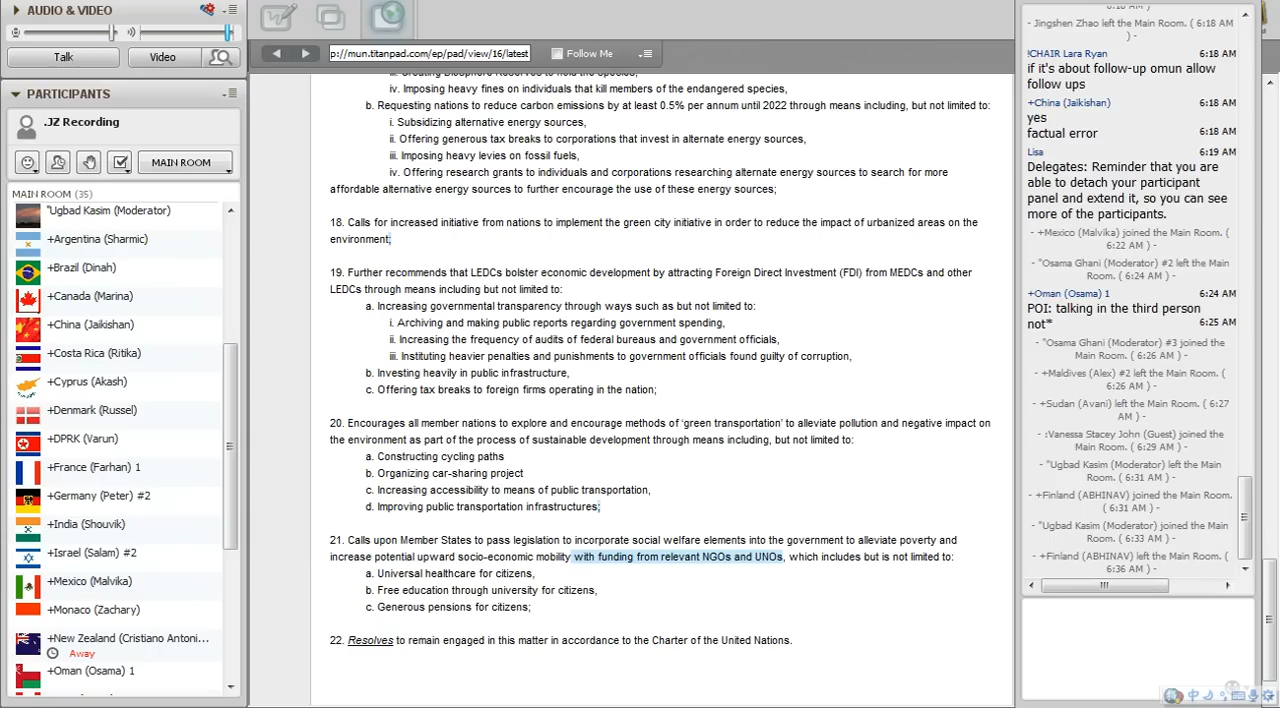 AUDIO & VIDEO
Talk
Video
PARTICIPANTS
.JZ Recording
MAIN ROOM
MAIN ROOM (35)
"Ugbad Kasim (Moderator)
+Argentina (Sharmic)
+Brazil (Dinah)
+Canada (Marina)
+China (Jaikishan)
+Costa Rica (Ritika)
+Cyprus (Akash)
+Denmark (Russel)
+DPRK (Varun)
+France (Farhan) 1
+Germany (Peter) #2
+India (Shouvik)
+Israel (Salam) #2
+Mexico (Malvika)
+Monaco (Zachary)
+New Zealand (Cristiano Antoni...
Away
+Oman (Osama) 1
p://mun.titanpad.com/ep/pad/view/16/latest
Follow Me
iii. Creating Biosphere Reserves to hold the species,
iv. Imposing heavy fines on individuals that kill members of the endangered species,
b. Requesting nations to reduce carbon emissions by at least 0.5% per annum until 2022 through means including, but not limited to:
i. Subsidizing alternative energy sources,
ii. Offering generous tax breaks to corporations that invest in alternate energy sources,
iii. Imposing heavy levies on fossil fuels,
iv. Offering research grants to individuals and corporations researching alternate energy sources to search for more
affordable alternative energy sources to further encourage the use of these energy sources;
18. Calls for increased initiative from nations to implement the green city initiative in order to reduce the impact of urbanized areas on the
environment;
19. Further recommends that LEDCs bolster economic development by attracting Foreign Direct Investment (FDI) from MEDCs and other
LEDCs through means including but not limited to:
a. Increasing governmental transparency through ways such as but not limited to:
i. Archiving and making public reports regarding government spending,
ii. Increasing the frequency of audits of federal bureaus and government officials,
iii. Instituting heavier penalties and punishments to government officials found guilty of corruption,
b. Investing heavily in public infrastructure,
c. Offering tax breaks to foreign firms operating in the nation;
20. Encourages all member nations to explore and encourage methods of 'green transportation' to alleviate pollution and negative impact on
the environment as part of the process of sustainable development through means including, but not limited to:
a. Constructing cycling paths
b. Organizing car-sharing project
c. Increasing accessibility to means of public transportation,
d. Improving public transportation infrastructures;
21. Calls upon Member States to pass legislation to incorporate social welfare elements into the government to alleviate poverty and
increase potential upward socio-economic mobility with funding from relevant NGOs and UNOs, which includes but is not limited to:
a. Universal healthcare for citizens,
b. Free education through university for citizens,
c. Generous pensions for citizens;
22. Resolves to remain engaged in this matter in accordance to the Charter of the United Nations.
- Jingshen Zhao left the Main Room. ( 6:18 AM
) -
!CHAIR Lara Ryan 6:18 AM
if it's about follow-up omun allow
follow ups
+China (Jaikishan) 6:18 AM
yes
factual error 6:18 AM
Lisa 6:19 AM
Delegates: Reminder that you are
able to detach your participant
panel and extend it, so you can see
more of the participants.
- +Mexico (Malvika) joined the Main Room.
( 6:22 AM ) -
- "Osama Ghani (Moderator) #2 left the Main
Room. ( 6:24 AM ) -
+Oman (Osama) 1 6:24 AM
POI: talking in the third person
not* 6:25 AM
- "Osama Ghani (Moderator) #3 joined the
Main Room. ( 6:26 AM ) -
- +Maldives (Alex) #2 left the Main Room. (
6:26 AM ) -
- +Sudan (Avani) left the Main Room. ( 6:27
AM ) -
- :Vanessa Stacey John (Guest) joined the
Main Room. ( 6:29 AM ) -
- "Ugbad Kasim (Moderator) left the Main
Room. ( 6:31 AM ) -
- +Finland (ABHINAV) joined the Main Room.
( 6:31 AM ) -
- "Ugbad Kasim (Moderator) joined the Main
Room. ( 6:33 AM ) -
- +Finland (ABHINAV) left the Main Room.
( 6:36 AM ) -
中